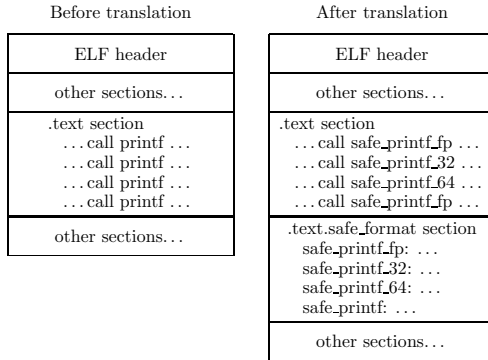 Before translation
ELF header
other sections...
.text section
...call printf ...
...call printf ...
...call printf ...
...call printf ...
other sections...
After translation
ELF header
other sections...
.text section
...call safe_printf_fp ...
...call safe_printf_32 ...
...call safe_printf_64 ...
...call safe_printf_fp ...
.text.safe_format section
safe_printf_fp: ...
safe_printf_32: ...
safe_printf_64: ...
safe_printf: ...
other sections...